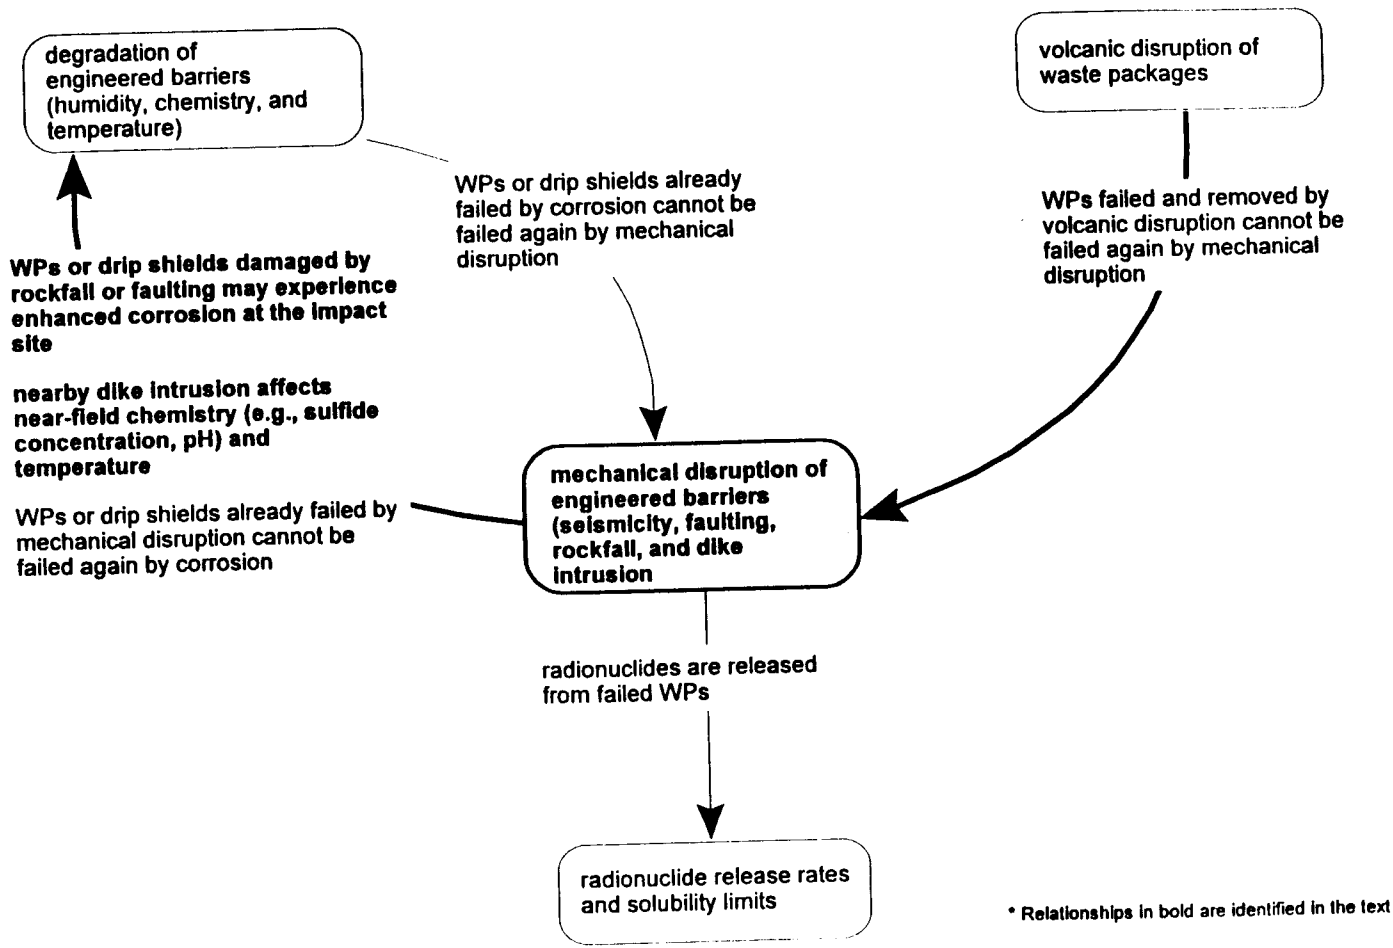 degradation of
engineered barriers
(humidity, chemistry, and
temperature)
volcanic disruption of
waste packages
WPs or drip shields already
failed by corrosion cannot be
failed again by mechanical
disruption
WPs failed and removed by
volcanic disruption cannot be
failed again by mechanical
disruption
WPs or drip shields damaged by
rockfall or faulting may experience
enhanced corrosion at the impact
site
nearby dike intrusion affects
near-field chemistry (e.g., sulfide
concentration, pH) and
temperature
WPs or drip shields already failed by
mechanical disruption cannot be
failed again by corrosion
mechanical disruption of
engineered barriers
(seismicity, faulting,
rockfall, and dike
intrusion
radionuclides are released
from failed WPs
radionuclide release rates
and solubility limits
* Relationships in bold are identified in the text